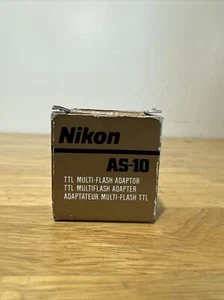 Nikon
AS-10
TTL MULTI-FLASH ADAPTOR
TTL MULTIFLASH ADAPTER
ADAPTATEUR MULTI-FLASH TTL